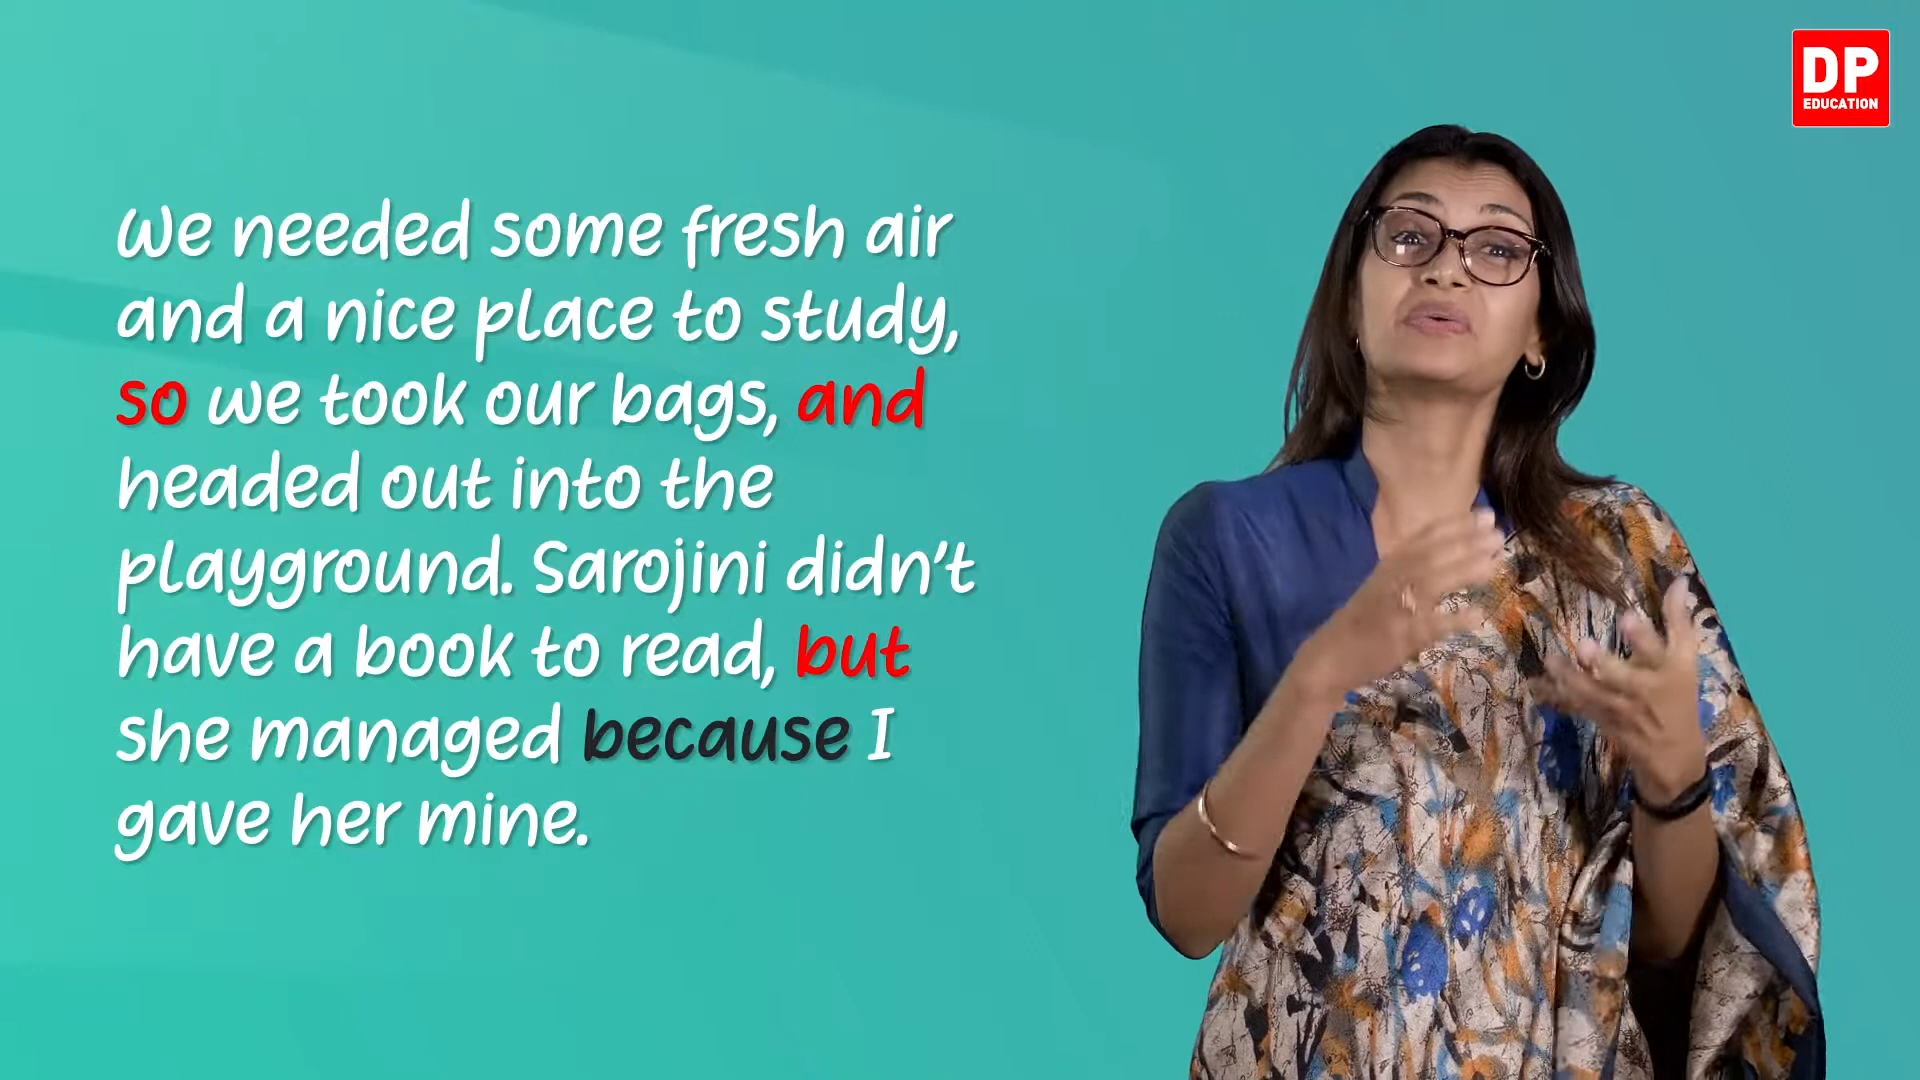 DP
EDUCATION
We needed some fresh air
and a nice place to study,
so we took our bags, and
headed out into the
playground. Sarojini didn't
have a book to read, but
she managed because I
gave her mine.